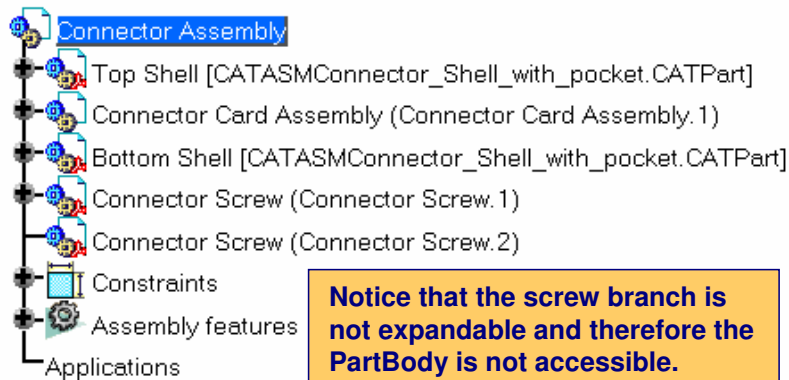 Connector Assembly
Top Shell [CATASMConnector_Shell_with_pocket.CATPart]
Connector Card Assembly (Connector Card Assembly.1)
Bottom Shell [CATASMConnector_Shell_with_pocket.CATPart]
Connector Screw (Connector Screw.1)
Connector Screw (Connector Screw.2)
Constraints
Assembly features
Applications
Notice that the screw branch is
not expandable and therefore the
PartBody is not accessible.